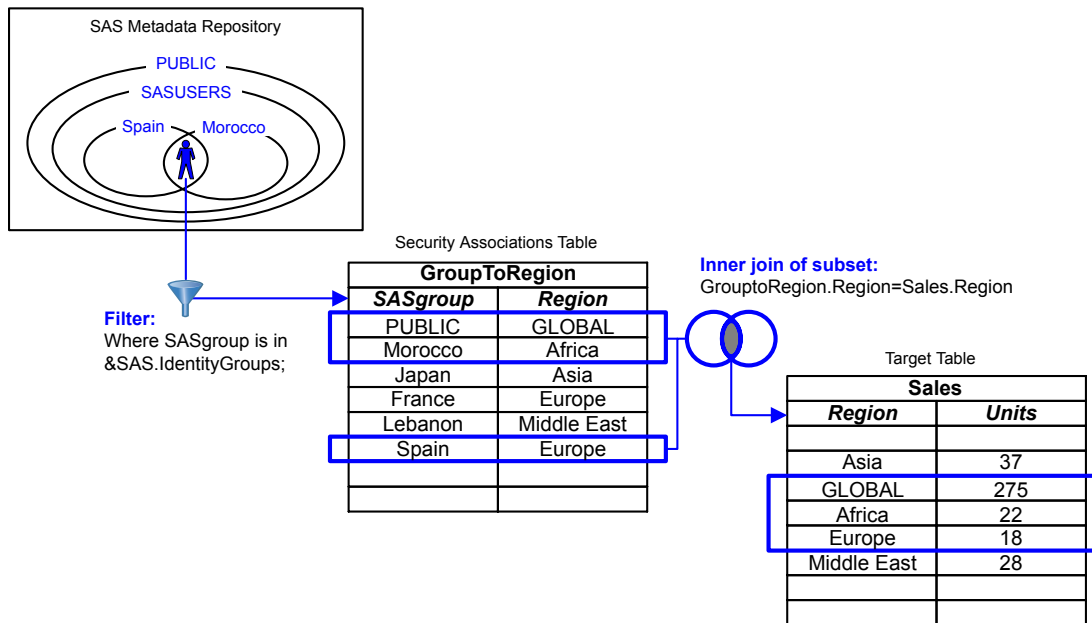 SAS Metadata Repository
PUBLIC
SASUSERS
Spain Morocco
Filter:
Where SASgroup is in
&SAS.IdentityGroups;
Security Associations Table
GroupToRegion
SASgroup Region
PUBLIC GLOBAL
Morocco Africa
Japan Asia
France Europe
Lebanon Middle East
Spain Europe
Inner join of subset:
GrouptoRegion.Region=Sales.Region
Target Table
Sales
Region Units
Asia 37
GLOBAL 275
Africa 22
Europe 18
Middle East 28